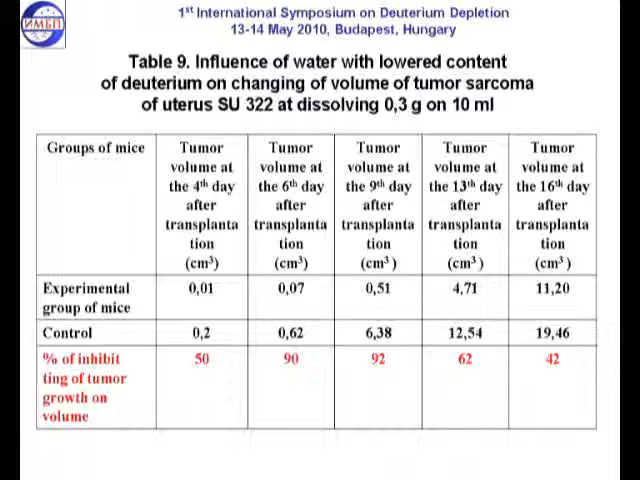 ИМБП
1st International Symposium on Deuterium Depletion
13-14 May 2010, Budapest, Hungary
Table 9. Influence of water with lowered content
of deuterium on changing of volume of tumor sarcoma
of uterus SU 322 at dissolving 0,3 g on 10 ml
Groups of mice
Tumor
volume at
the 4th day
after
transplanta
tion
(cm3)
Tumor
volume at
the 6th day
after
transplanta
tion
(cm3)
Tumor
volume at
the 9th day
after
transplanta
tion
(cm3 )
Tumor
volume at
the 13th day
after
transplanta
tion
(cm3 )
Tumor
volume at
the 16th day
after
transplanta
tion
(cm3 )
Experimental
group of mice
0,01
0,07
0,51
4,71
11,20
Control
0,2
0,62
6,38
12,54
19,46
% of inhibit
ting of tumor
growth on
volume
50
90
92
62
42